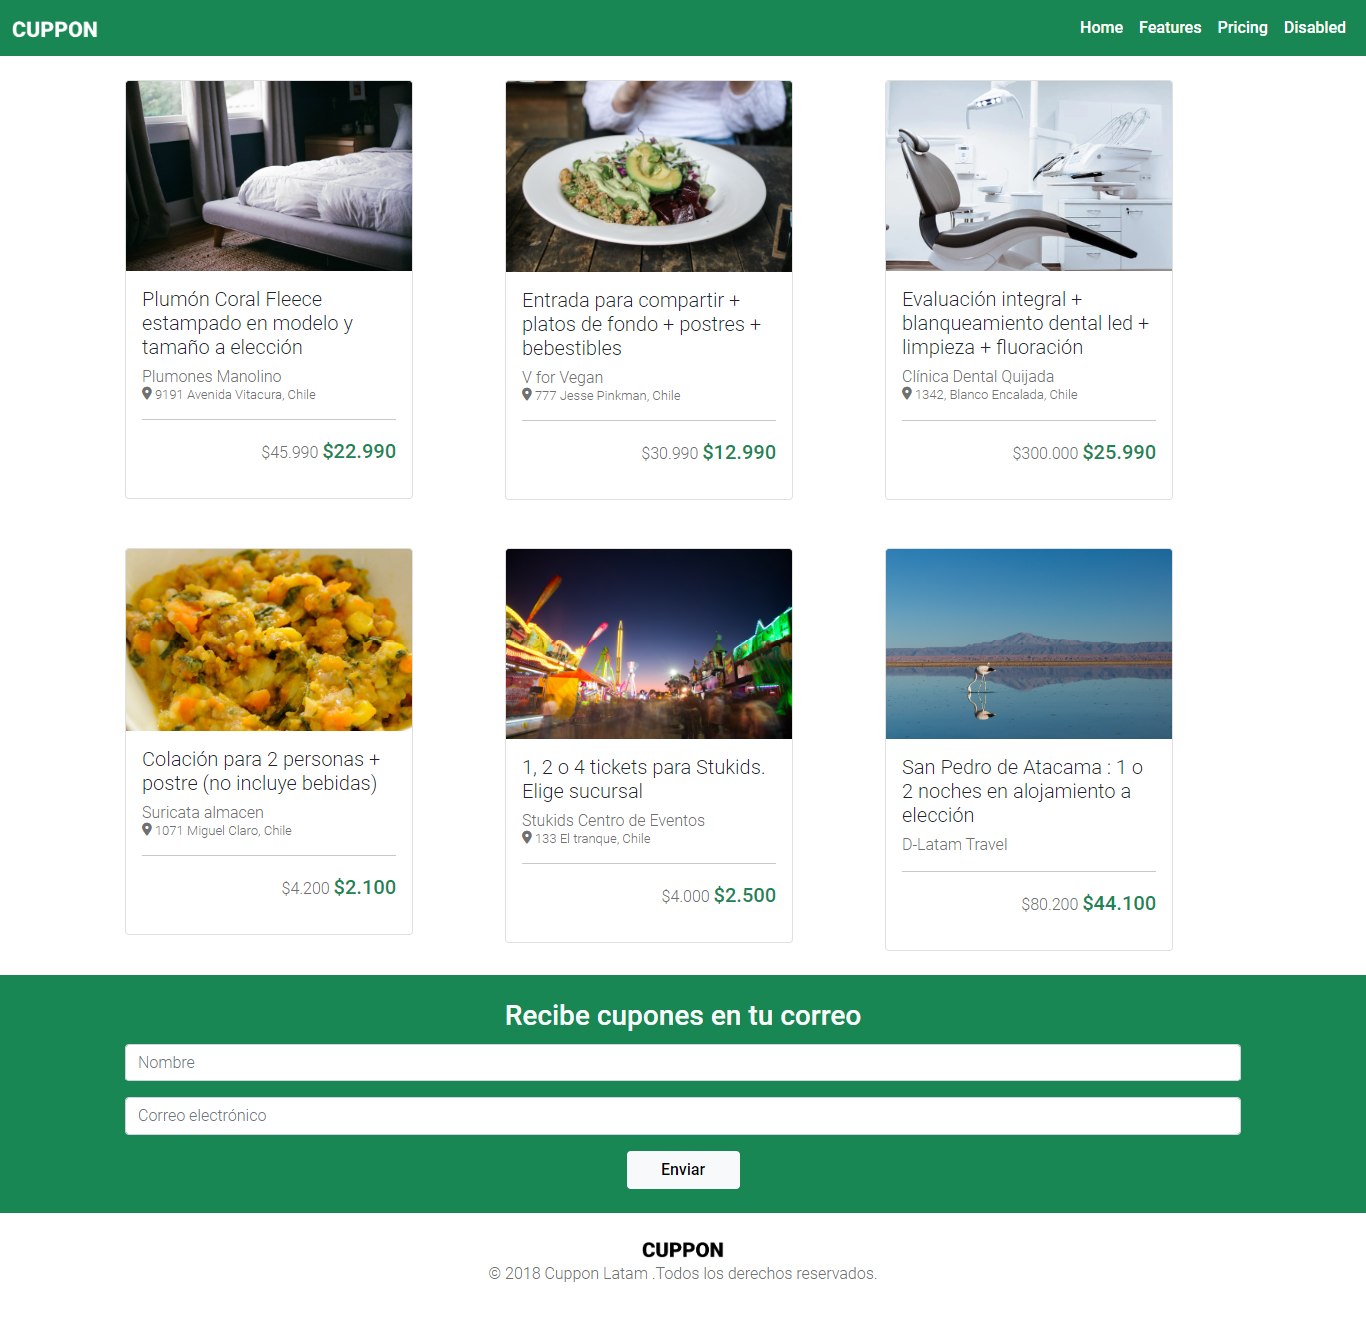 CUPPON
Home Features Pricing Disabled
Plumón Coral Fleece
estampado en modelo y
tamaño a elección
Plumones Manolino
9191 Avenida Vitacura, Chile
$45.990 $22.990
Entrada para compartir +
platos de fondo + postres +
bebestibles
V for Vegan
777 Jesse Pinkman, Chile
$30.990 $12.990
Evaluación integral +
blanqueamiento dental led +
limpieza + fluoración
Clínica Dental Quijada
1342, Blanco Encalada, Chile
$300.000 $25.990
Colación para 2 personas +
postre (no incluye bebidas)
Suricata almacen
1071 Miguel Claro, Chile
$4.200 $2.100
1, 2 o 4 tickets para Stukids.
Elige sucursal
Stukids Centro de Eventos
133 El tranque, Chile
$4.000 $2.500
San Pedro de Atacama : 1 o
2 noches en alojamiento a
elección
D-Latam Travel
$80.200 $44.100
Recibe cupones en tu correo
Nombre
Correo electrónico
Enviar
CUPPON
© 2018 Cuppon Latam .Todos los derechos reservados.